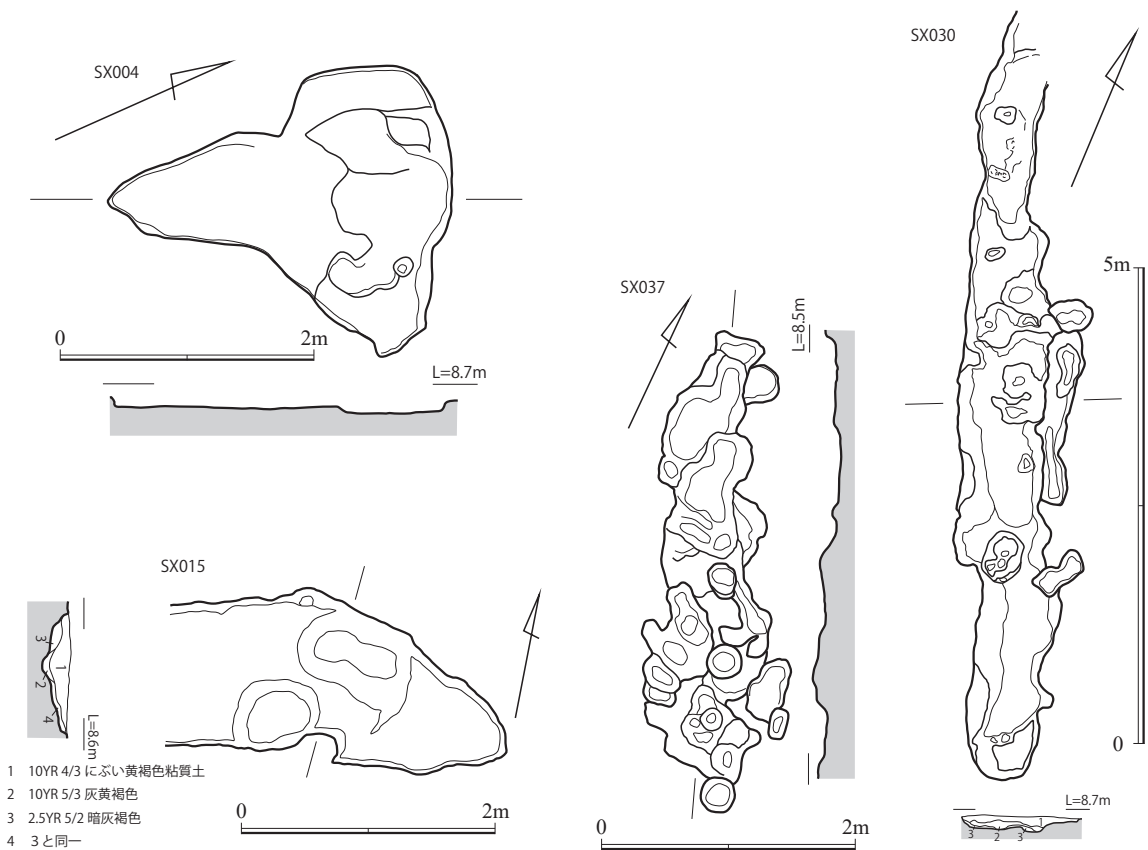 SX004
0 2m
L=8.7m
SX015
3
1
2
4
L=8.6m
1 10YR 4/3 にぶい黄褐色粘質土
2 10YR 5/3 灰黄褐色
3 2.5YR 5/2 暗灰褐色
4 3と同一
0 2m
SX037
L=8.5m
0 2m
SX030
5m
0
L=8.7m
1
3 2 3